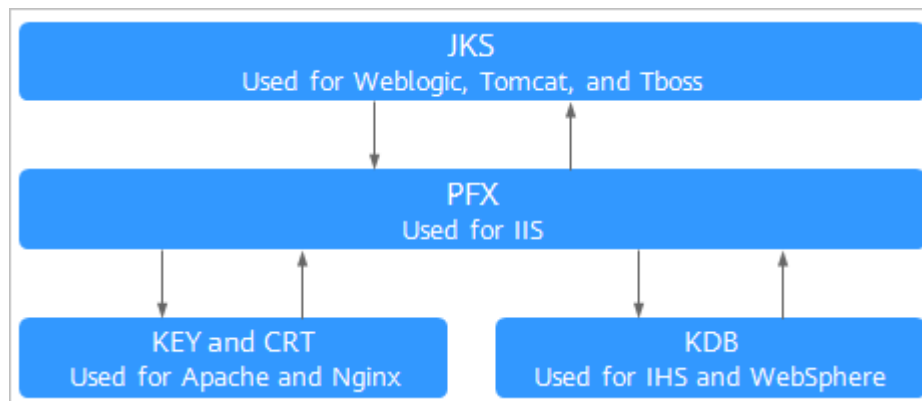 JKS
Used for Weblogic, Tomcat, and Tboss
PFX
Used for IIS
KEY and CRT
Used for Apache and Nginx
KDB
Used for IHS and WebSphere